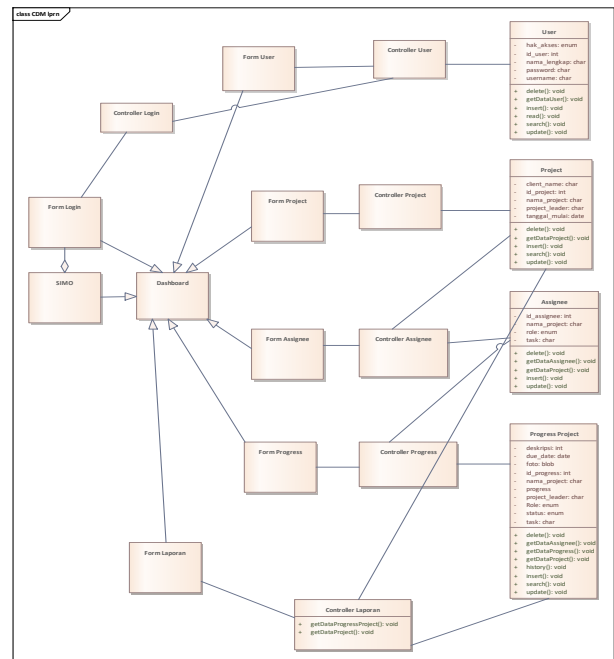 class CDM lprn
User
- hak_akses: enum
- id_user: int
- nama_lengkap: char
- password: char
- username: char
+ delete(): void
+ getDataUser(): void
+ insert(): void
+ read(): void
+ search(): void
+ update(): void
Form User
Controller User
Controller Login
Form Login
SIMO
Dashboard
Form Project
Controller Project
Project
- client_name: char
- id_project: int
- nama_project: char
- project_leader: char
- tanggal_mulai: date
+ delete(): void
+ getDataProject(): void
+ insert(): void
+ search(): void
+ update(): void
Form Assignee
Controller Assignee
Assignee
- id_assignee: int
- nama_project: char
- role: enum
- task: char
+ delete(): void
+ getDataAssignee(): void
+ getDataProject(): void
+ insert(): void
+ update(): void
Form Progress
Controller Progress
Progress Project
- deskripsi: int
- due_date: date
- foto: blob
- id_progress: int
- nama_project: char
- progress
- project_leader: char
- Role: enum
- status: enum
- task: char
+ delete(): void
+ getDataAssignee(): void
+ getDataProgress(): void
+ getDataProject(): void
+ history(): void
+ insert(): void
+ search(): void
+ update(): void
Form Laporan
Controller Laporan
+ getDataProgressProject(): void
+ getDataProject(): void